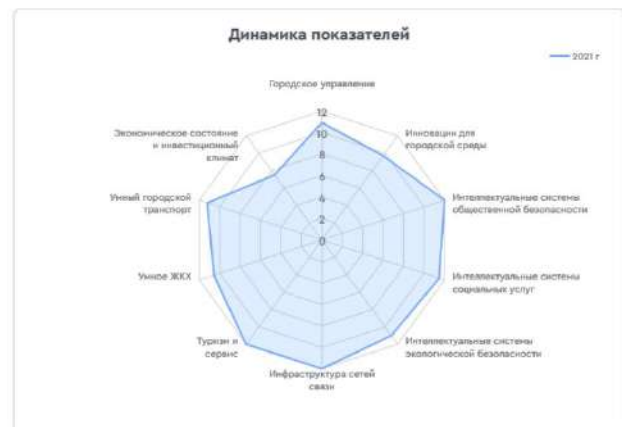 Динамика показателей
2021 г
Городское управление
Экономическое состояние
и инвестиционный
климат
Инновации для
городской среды
Умный городской
транспорт
Интеллектуальные системы
общественной безопасности
Умное ЖКХ
Интеллектуальные системы
социальных услуг
Туризм и
сервис
Интеллектуальные системы
экологической безопасности
Инфраструктура сетей
связи
12
10
8
6
4
2
0